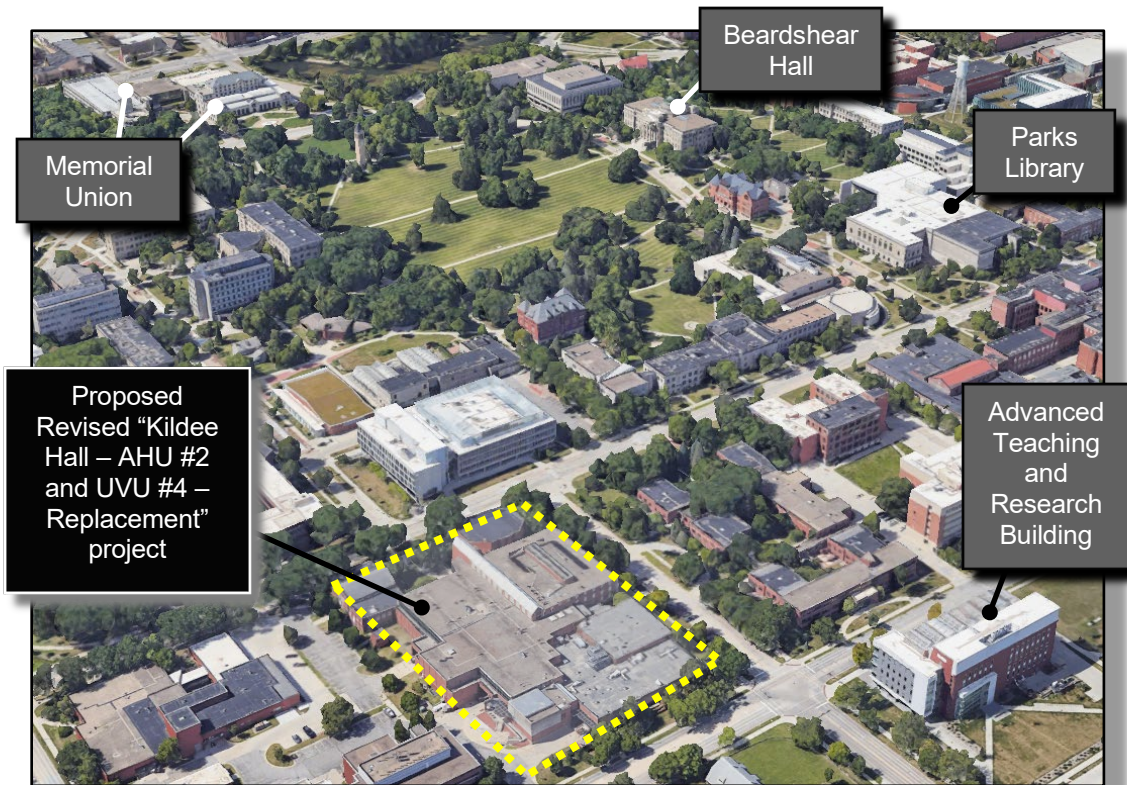 Beardshear
Hall
Memorial
Union
Parks
Library
Proposed
Revised “Kildee
Hall – AHU #2
and UVU #4 –
Replacement”
project
Advanced
Teaching
and
Research
Building